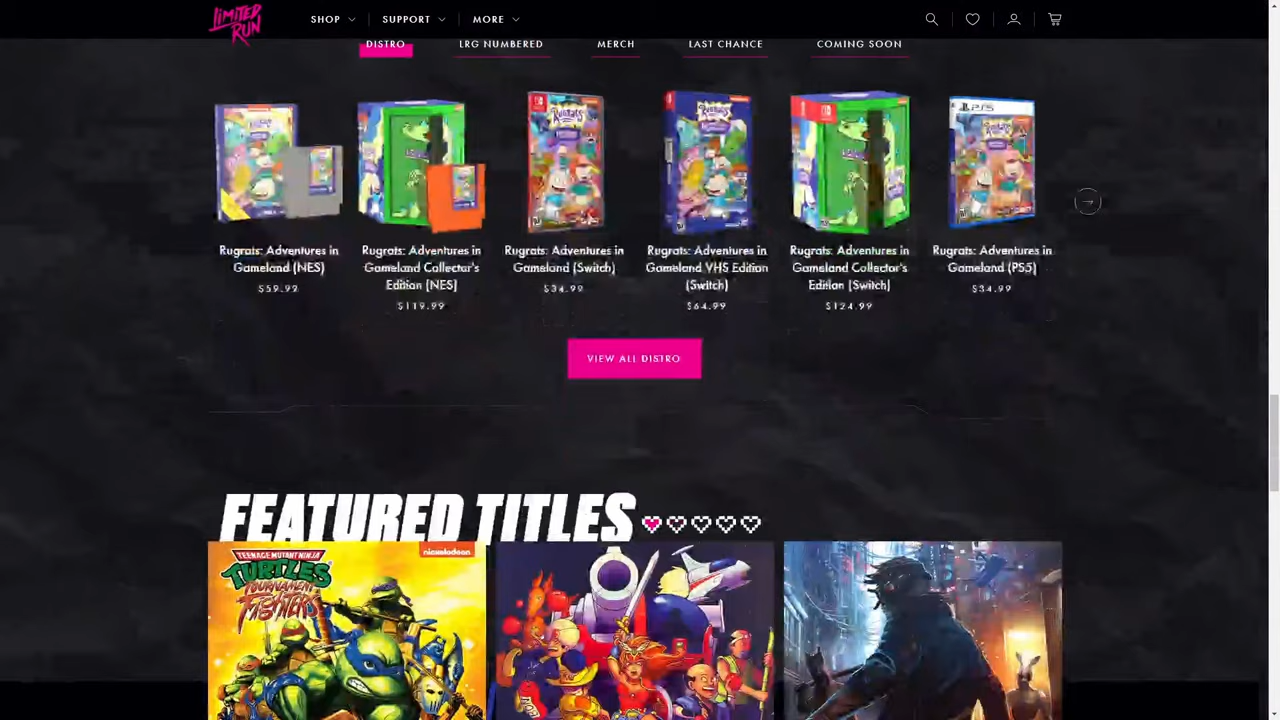 LIMITED RUN
SHOP
SUPPORT
MORE
DISTRO
LRG NUMBERED
MERCH
LAST CHANCE
COMING SOON
Rugrats: Adventures in
Gameland (NES)
$59.99
Rugrats: Adventures in
Gameland Collector's
Edition [NES]
$119.99
Rugrats: Adventures in
Gameland (Switch)
$34.99
Rugrats: Adventures in
Gameland VHS Edition
(Switch)
$64.99
Rugrats: Adventures in
Gameland Collector's
Edition (Switch)
$124.99
Rugrats: Adventures in
Gameland (PS5)
$34.99
VIEW ALL DISTRO
FEATURED TITLES
TEENAGE MUTANT NINJA
TURTLES
TOURNAMENT
FIGHTERS
nickelodeon